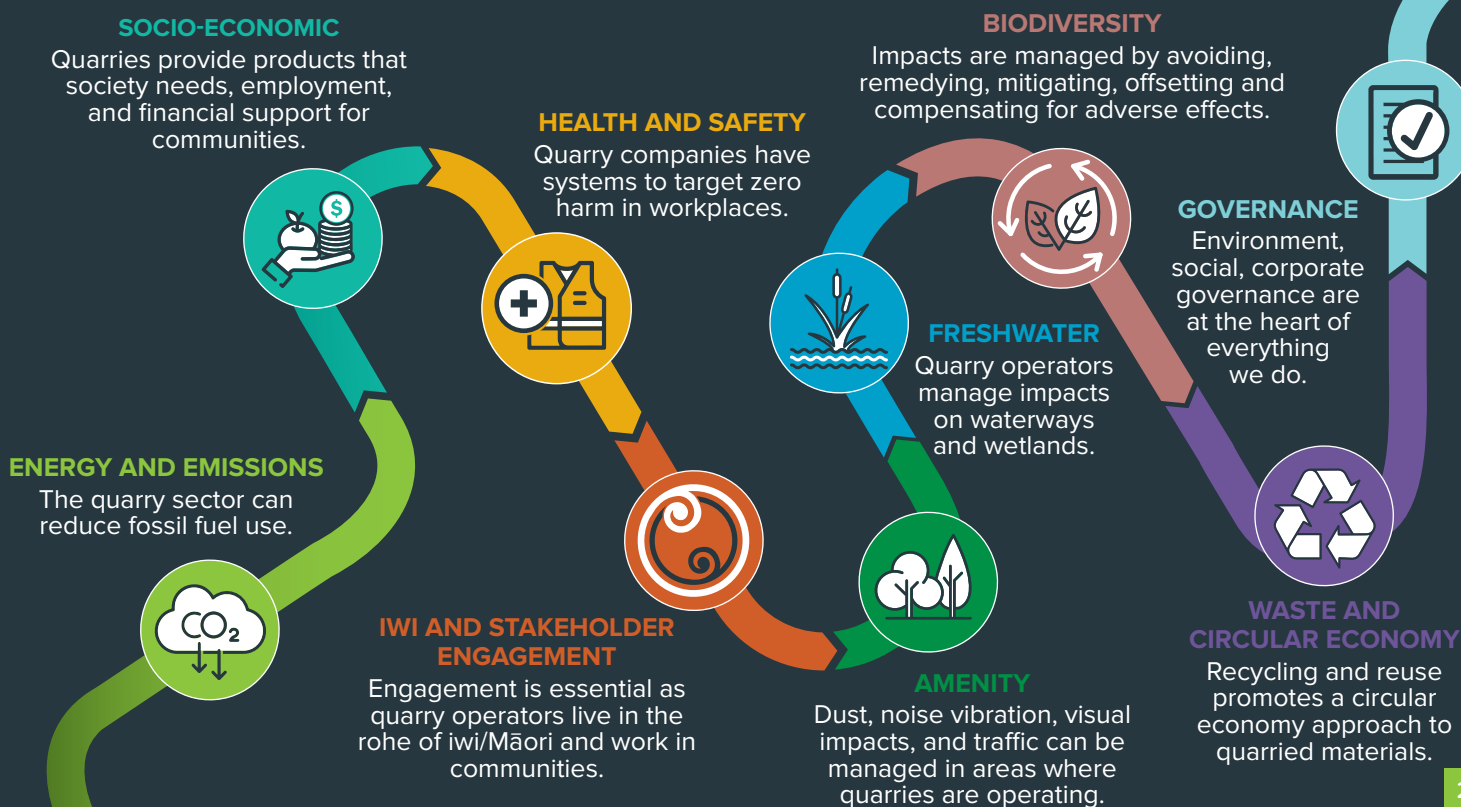 SOCIO-ECONOMIC
Quarries provide products that
society needs, employment,
and financial support for
communities.
$
HEALTH AND SAFETY
Quarry companies have
systems to target zero
harm in workplaces.
BIODIVERSITY
Impacts are managed by avoiding,
remedying, mitigating, offsetting and
compensating for adverse effects.
GOVERNANCE
Environment,
social, corporate
governance are
at the heart of
everything
we do.
FRESHWATER
Quarry operators
manage impacts
on waterways
and wetlands.
ENERGY AND EMISSIONS
The quarry sector can
reduce fossil fuel use.
CO2
IWI AND STAKEHOLDER
ENGAGEMENT
Engagement is essential as
quarry operators live in the
rohe of iwi/Māori and work in
communities.
AMENITY
Dust, noise vibration, visual
impacts, and traffic can be
managed in areas where
quarries are operating.
WASTE AND
CIRCULAR ECONOMY
Recycling and reuse
promotes a circular
economy approach to
quarried materials.